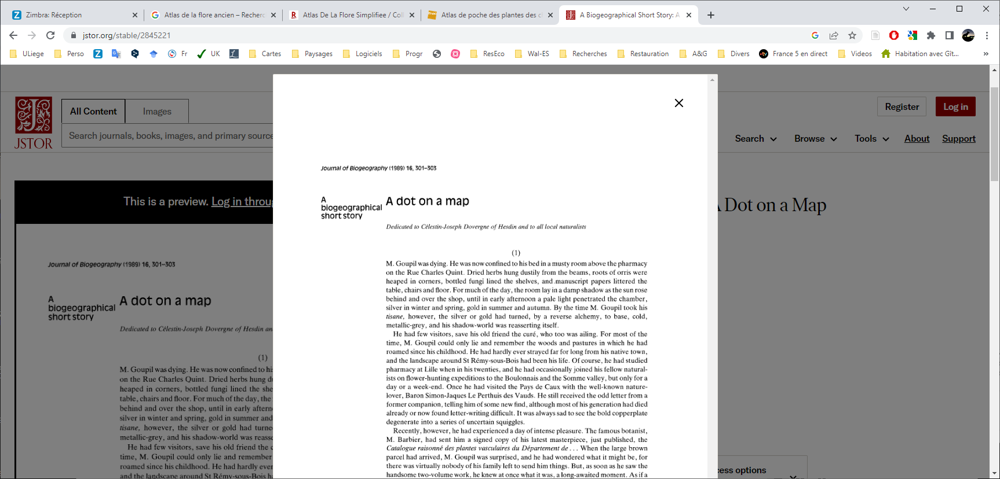 Zimbra: Réception
Atlas de la flore ancien – Recherc
Atlas De La Flore Simplifiee / Coll
Atlas de poche des plantes des c
A Biogeographical Short Story: A
jstor.org/stable/2845221
ULiege
Perso
Fr
UK
Cartes
Paysages
Logiciels
Progr
ResEco
Wal-ES
Recherches
Restauration
A&G
Divers
France 5 en direct
Videos
Habitation avec Gît...
»
JSTOR
All Content
Images
Search journals, books, images, and primary source
Register
Log in
Search
Browse
Tools
About
Support
This is a preview. Log in throu
A Dot on a Map
Journal of Biogeography (1989) 16, 301–303
A
biogeographical
short story
A dot on a map
Dedicated to Célestin-Joseph Dovergne of Hesdin an
(1)
M. Goupil was dying. He was now confined to hi
on the Rue Charles Quint. Dried herbs hung d
heaped in corners, bottled fungi lined the she
table, chairs and floor. For much of the day, the
behind and over the shop, until in early aftern
silver in winter and spring, gold in summer and
tisane, however, the silver or gold had turne
metallic-grey, and his shadow-world was reasse
He had few visitors, save his old friend the c
time, M. Goupil could only lie and remember
roamed since his childhood. He had hardly ever
and the landscape around St Rémy-sous-Bois h
Journal of Biogeography (1989) 16, 301–303
A
biogeographical
short story
A dot on a map
Dedicated to Célestin-Joseph Dovergne of Hesdin and to all local naturalists
(1)
M. Goupil was dying. He was now confined to his bed in a musty room above the pharmacy
on the Rue Charles Quint. Dried herbs hung dustily from the beams, roots of orris were
heaped in corners, bottled fungi lined the shelves, and manuscript papers littered the
table, chairs and floor. For much of the day, the room lay in a damp shadow as the sun rose
behind and over the shop, until in early afternoon a pale light penetrated the chamber,
silver in winter and spring, gold in summer and autumn. By the time M. Goupil took his
tisane, however, the silver or gold had turned, by a reverse alchemy, to base, cold,
metallic-grey, and his shadow-world was reasserting itself.
He had few visitors, save his old friend the curé, who too was ailing. For most of the
time, M. Goupil could only lie and remember the woods and pastures in which he had
roamed since his childhood. He had hardly ever strayed far for long from his native town,
and the landscape around St Rémy-sous-Bois had been his life. Of course, he had studied
pharmacy at Lille when in his twenties, and he had occasionally joined his fellow natural-
ists on flower-hunting expeditions to the Boulonnais and the Somme valley, but only for a
day or a week-end. Once he had visited the Pays de Caux with the well-known nature-
lover, Baron Simon-Jaques Le Perthuis des Vauds. He still received the odd letter from a
former companion, telling him of some new find, although most of his generation had died
already or now found letter-writing difficult. It was always sad to see the bold copperplate
degenerate into a series of uncertain squiggles.
Recently, however, he had experienced a day of intense pleasure. The famous botanist,
M. Barbier, had sent him a signed copy of his latest masterpiece, just published, the
Catalogue raisonné des plantes vasculaires du Département de . . . When the large brown
parcel had arrived, M. Goupil was surprised, and he had wondered what it might be, for
there was virtually nobody of his family left to send him things. But, as soon as he saw the
handsome two-volume work, he knew at once what it was, a long-awaited moment. As if a
cess options